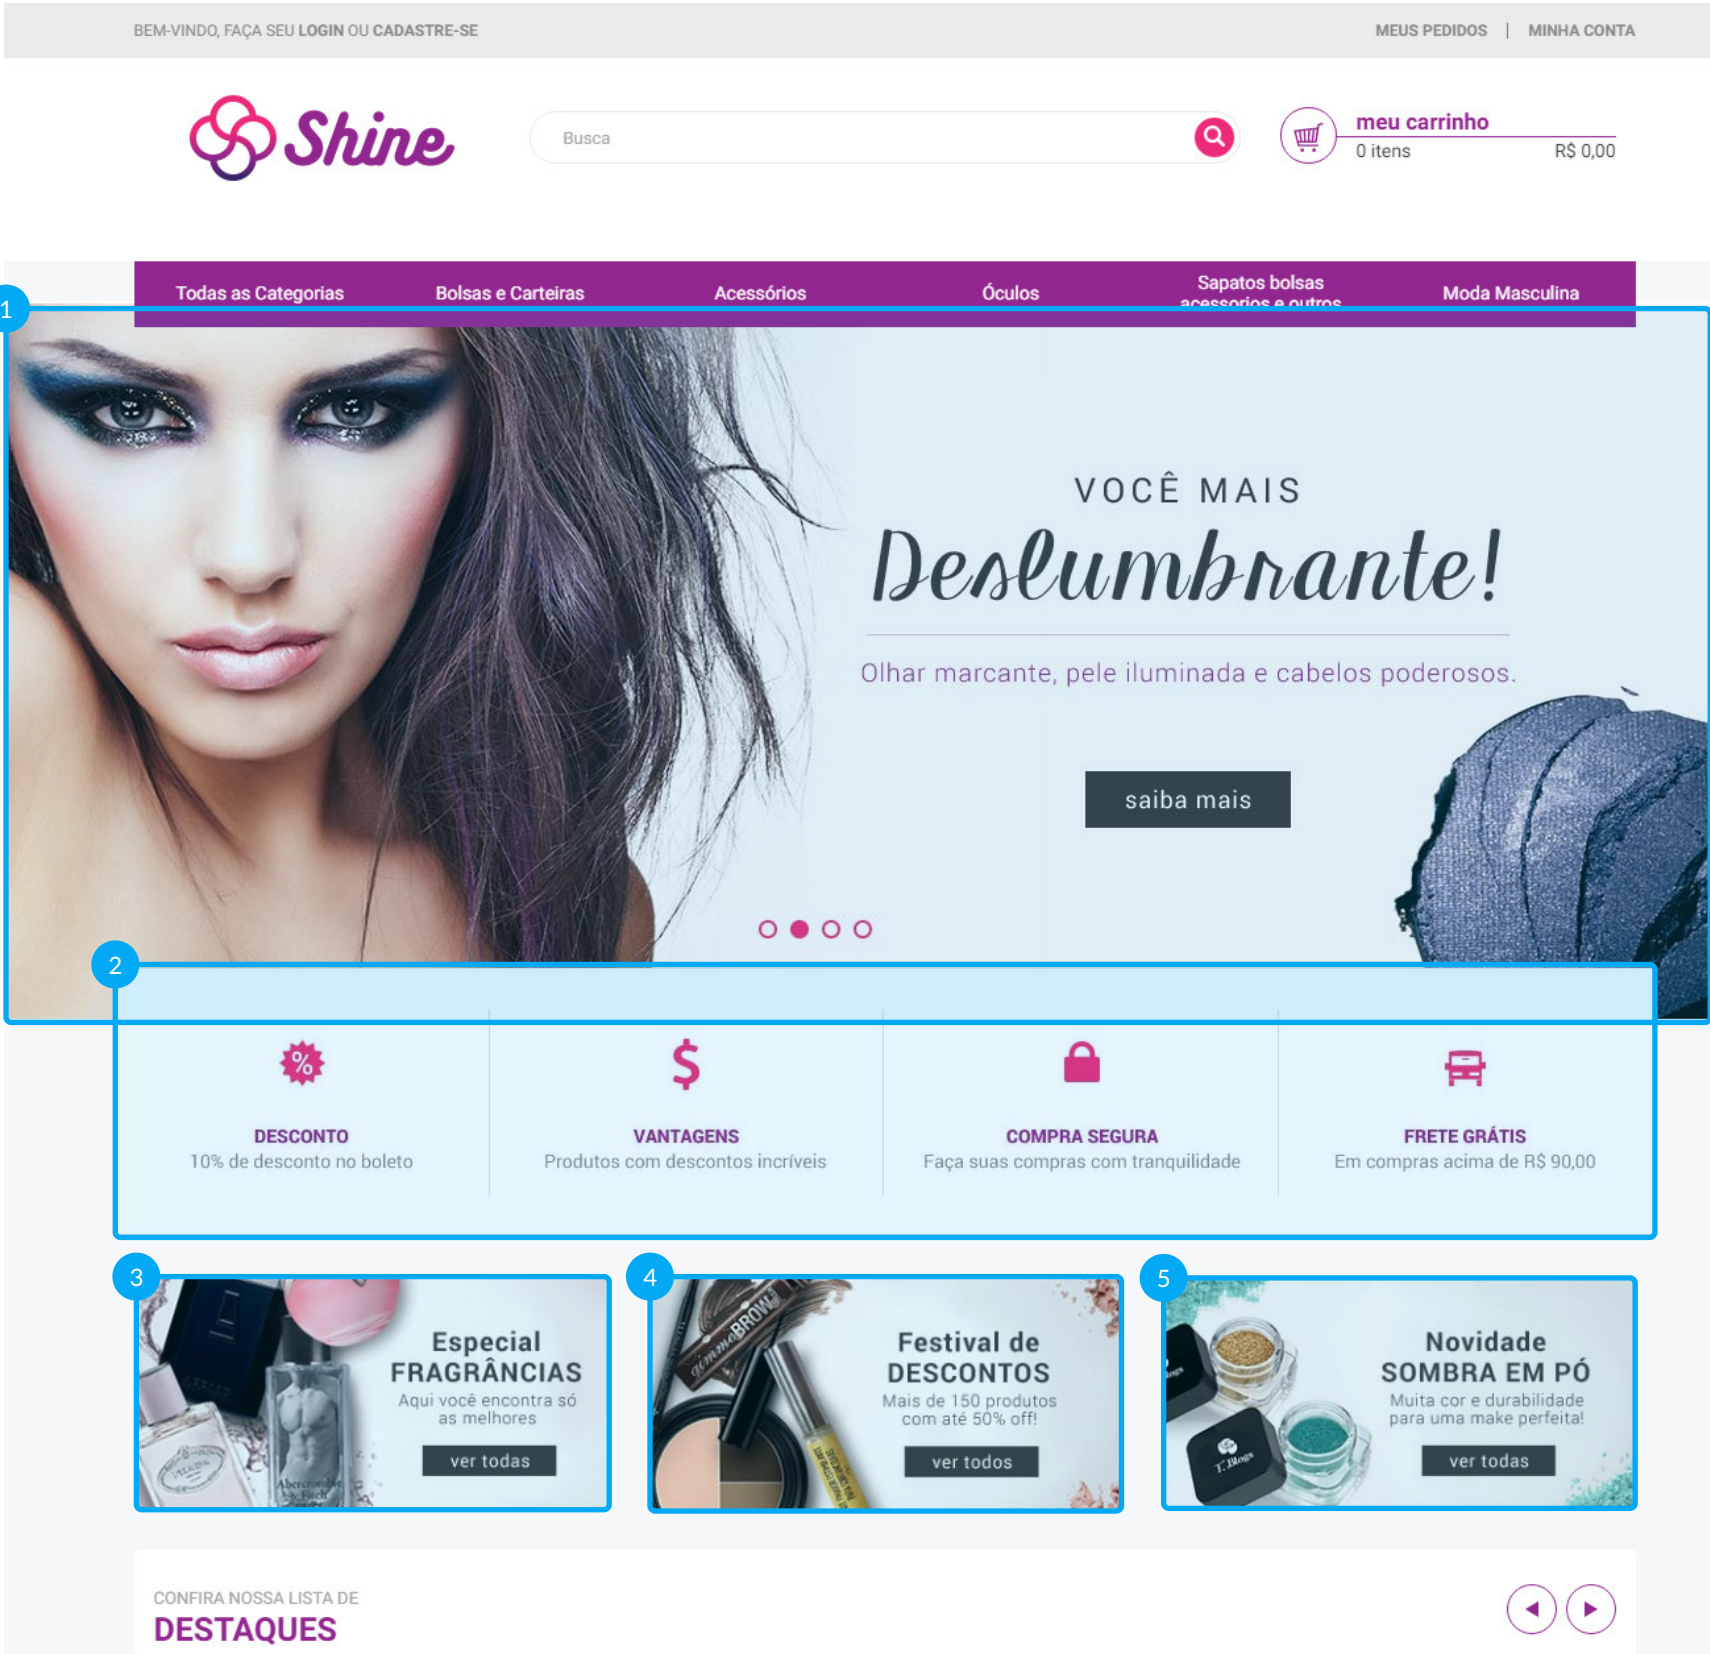 BEM-VINDO, FAÇA SEU LOGIN OU CADASTRE-SE
MEUS PEDIDOS | MINHA CONTA
Shine
Busca
meu carrinho
0 itens R$ 0,00
Todas as Categorias
Bolsas e Carteiras
Acessórios
Óculos
Sapatos bolsas
acessorios e outros
Moda Masculina
1
VOCÊ MAIS
Deslumbrante!
Olhar marcante, pele iluminada e cabelos poderosos.
saiba mais
2
%
$
DESCONTO
10% de desconto no boleto
VANTAGENS
Produtos com descontos incríveis
COMPRA SEGURA
Faça suas compras com tranquilidade
FRETE GRÁTIS
Em compras acima de R$ 90,00
3
Especial
FRAGRÂNCIAS
Aqui você encontra só
as melhores
ver todas
Abercrombie
& Fitch
4
gimmeBROW
Festival de
DESCONTOS
Mais de 150 produtos
com até 50% off!
ver todos
5
Novidade
SOMBRA EM PÓ
Muita cor e durabilidade
para uma make perfeita!
ver todas
T. Blogs
CONFIRA NOSSA LISTA DE
DESTAQUES